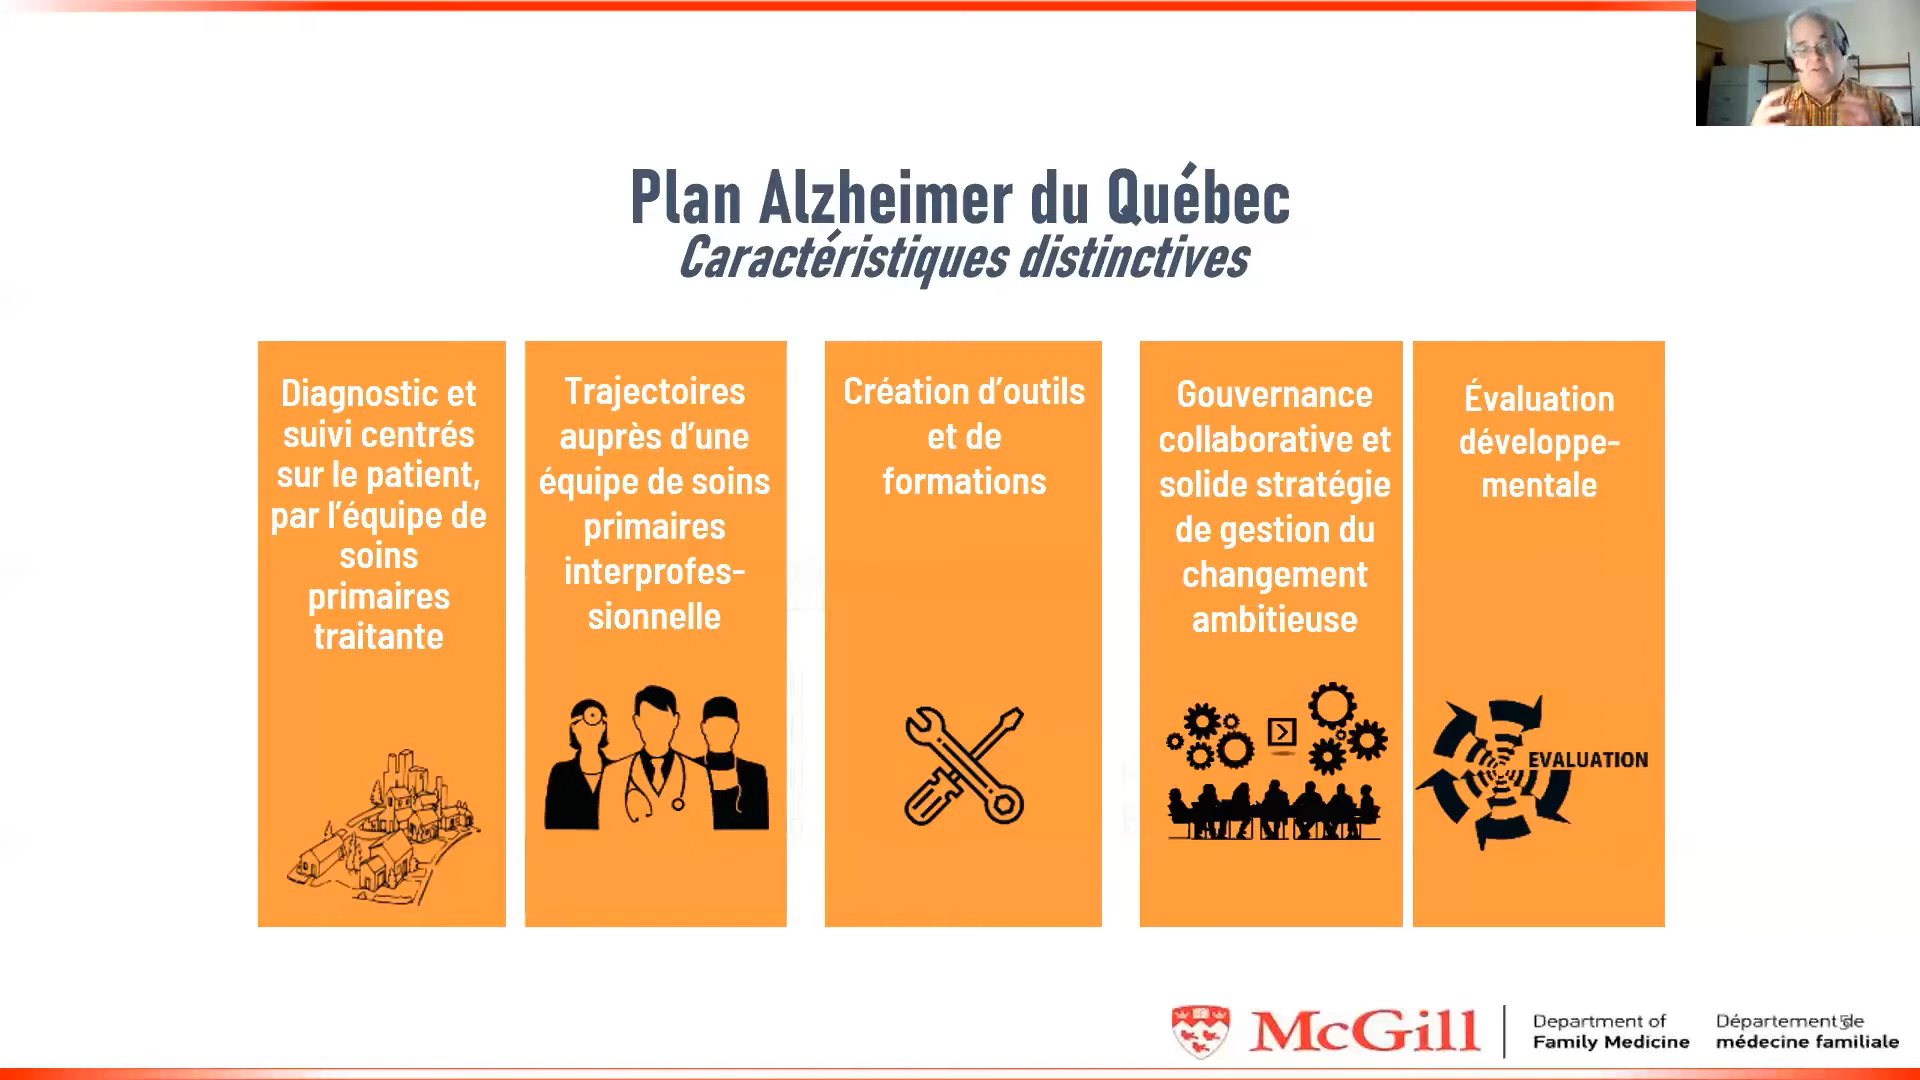 Plan Alzheimer du Québec
Caractéristiques distinctives
Diagnostic et
suivi centrés
sur le patient,
par l’équipe de
soins
primaires
traitante
Trajectoires
auprès d’une
équipe de soins
primaires
interprofes-
sionnelle
Création d’outils
et de
formations
Gouvernance
collaborative et
solide stratégie
de gestion du
changement
ambitieuse
Évaluation
développe-
mentale
EVALUATION
McGill
Department of
Family Medicine
Département de
médecine familiale
5